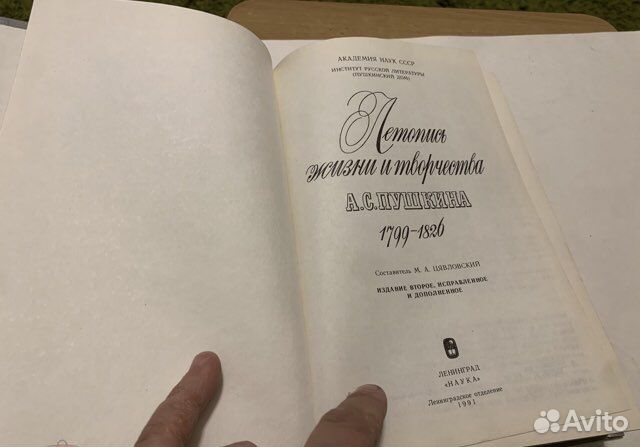 АКАДЕМИЯ НАУК СССР
ИНСТИТУТ РУССКОЙ ЛИТЕРАТУРЫ
(ПУШКИНСКИЙ ДОМ)
Летопись
жизни и творчества
А.С.ПУШКИНА
1799-1826
Составитель М. А. ЦЯВЛОВСКИЙ
ИЗДАНИЕ ВТОРОЕ, ИСПРАВЛЕННОЕ
И ДОПОЛНЕННОЕ
ЛЕНИНГРАД
«НАУКА»
Ленинградское отделение
1991
Avito